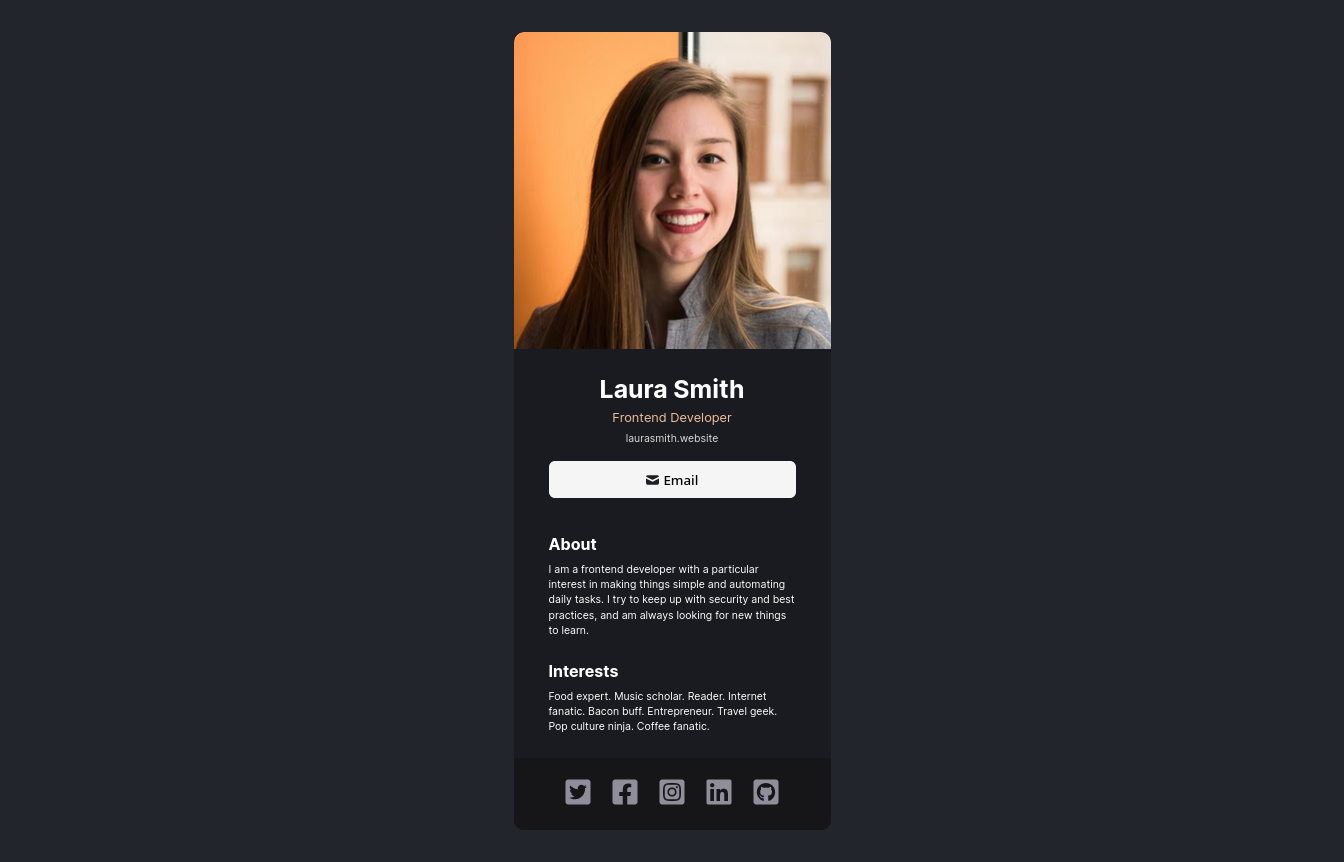 Laura Smith
Frontend Developer
laurasmith.website
Email
About
I am a frontend developer with a particular
interest in making things simple and automating
daily tasks. I try to keep up with security and best
practices, and am always looking for new things
to learn.
Interests
Food expert. Music scholar. Reader. Internet
fanatic. Bacon buff. Entrepreneur. Travel geek.
Pop culture ninja. Coffee fanatic.